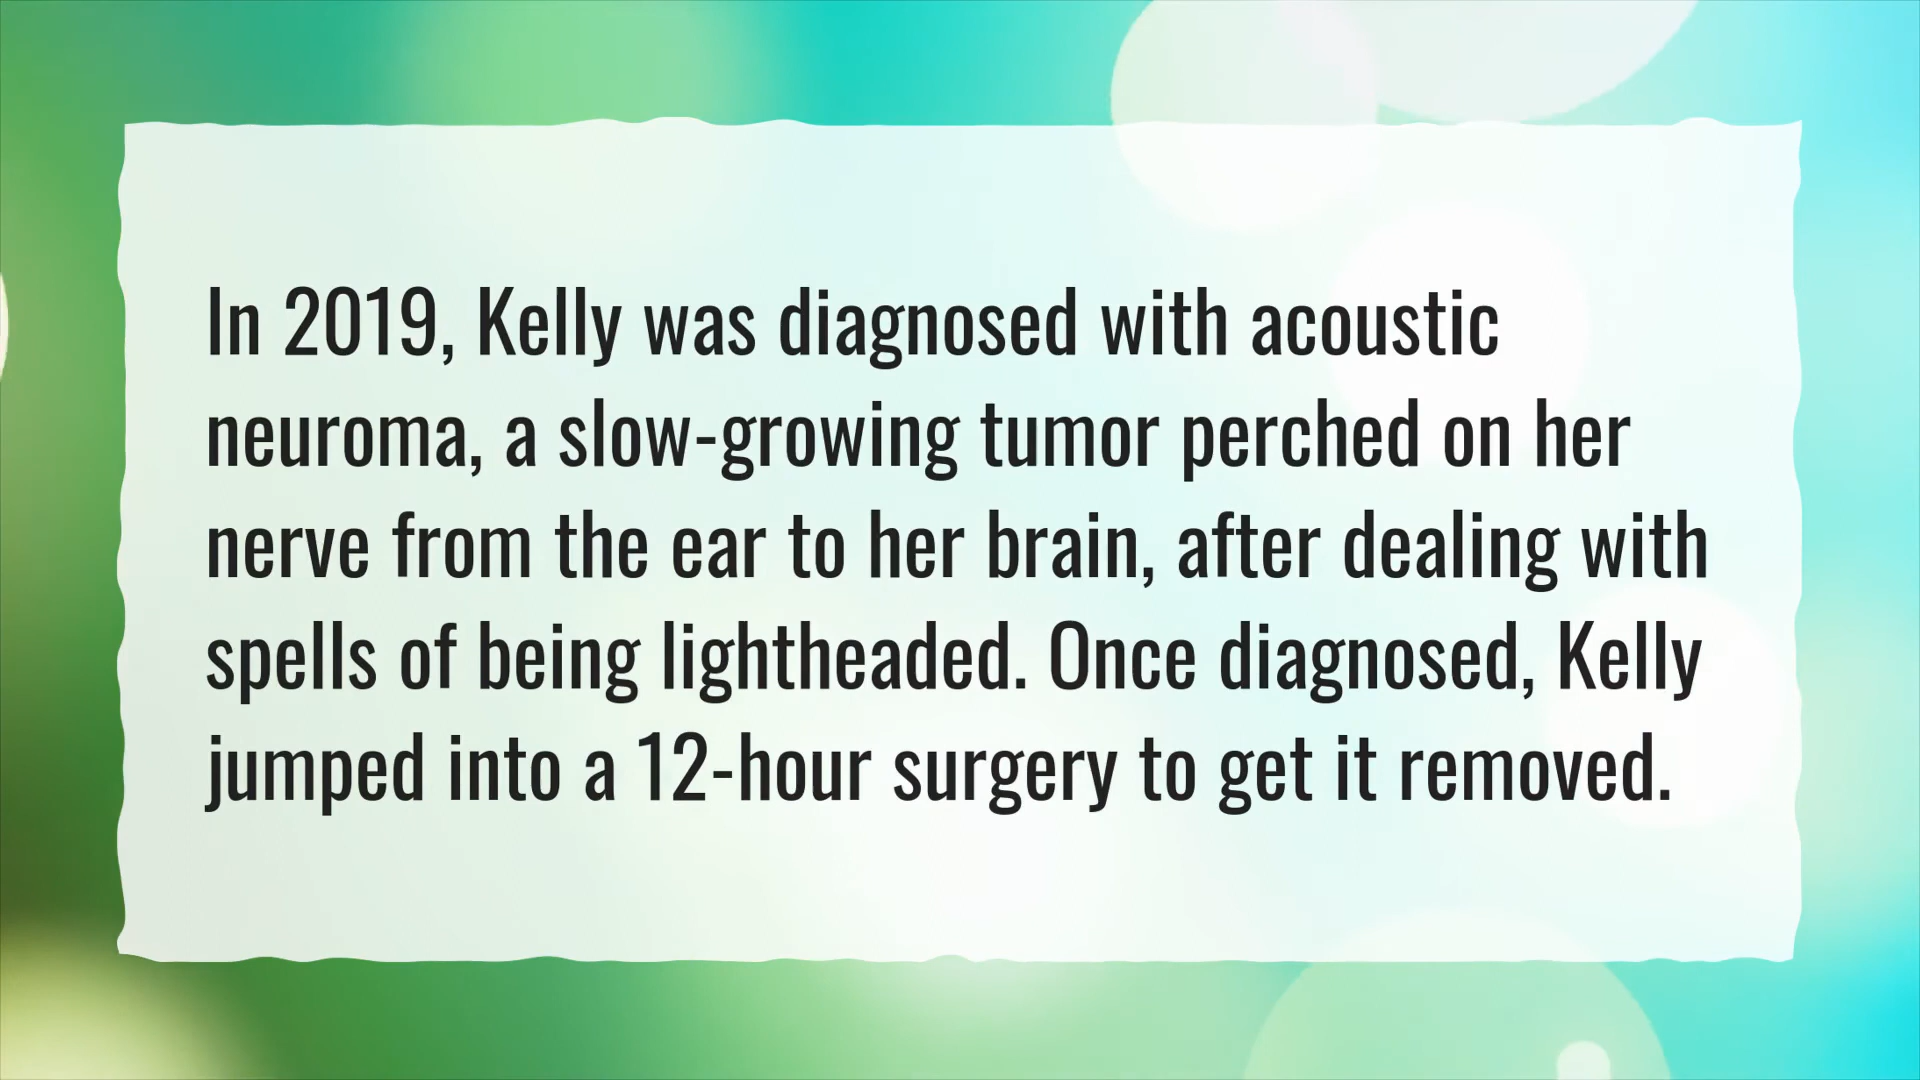 In 2019, Kelly was diagnosed with acoustic
neuroma, a slow-growing tumor perched on her
nerve from the ear to her brain, after dealing with
spells of being lightheaded. Once diagnosed, Kelly
jumped into a 12-hour surgery to get it removed.